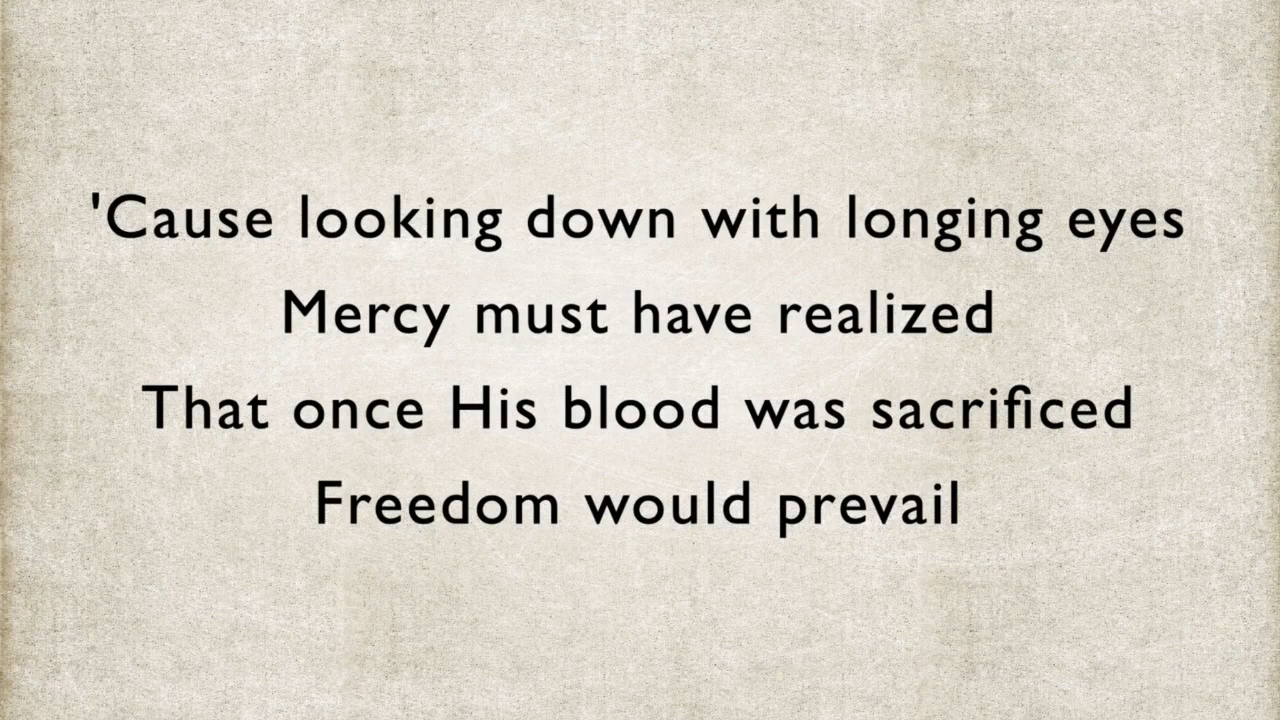 'Cause looking down with longing eyes
Mercy must have realized
That once His blood was sacrificed
Freedom would prevail